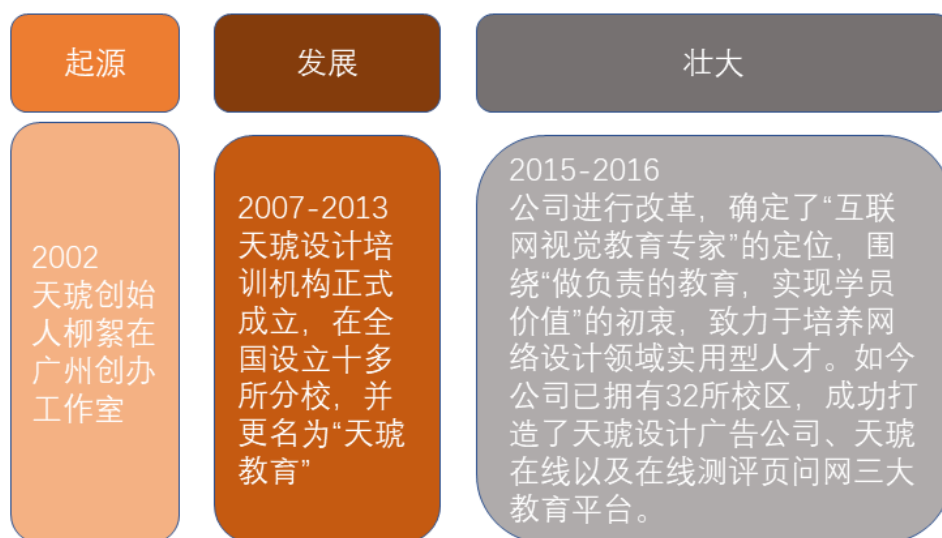 起源
发展
壮大
2002
天琥创始
人柳絮在
广州创办
工作室
2007-2013
天琥设计培
训机构正式
成立，在全
国设立十多
所分校，并
更名为“天琥
教育”
2015-2016
公司进行改革，确定了“互联
网视觉教育专家”的定位，围
绕“做负责的教育，实现学员
价值”的初衷，致力于培养网
络设计领域实用型人才。如今
公司已拥有32所校区，成功打
造了天琥设计广告公司、天琥
在线以及在线测评页问网三大
教育平台。